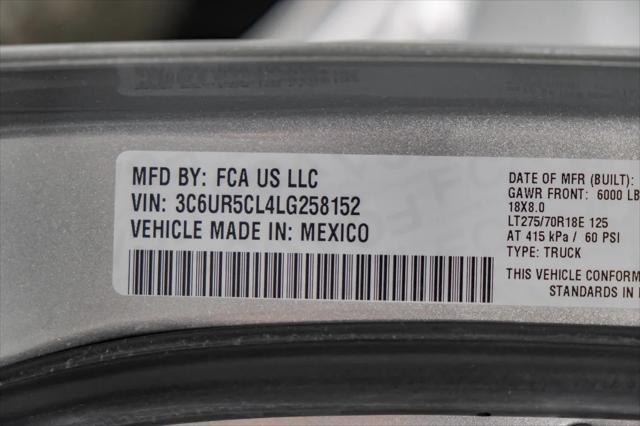 MFD BY: FCA US LLC
VIN: 3C6UR5CL4LG258152
VEHICLE MADE IN: MEXICO
DATE OF MFR (BUILT):
GAWR FRONT: 6000 LB
18X8.0
LT275/70R18E 125
AT 415 kPa / 60 PSI
TYPE: TRUCK
THIS VEHICLE CONFORM
STANDARDS IN